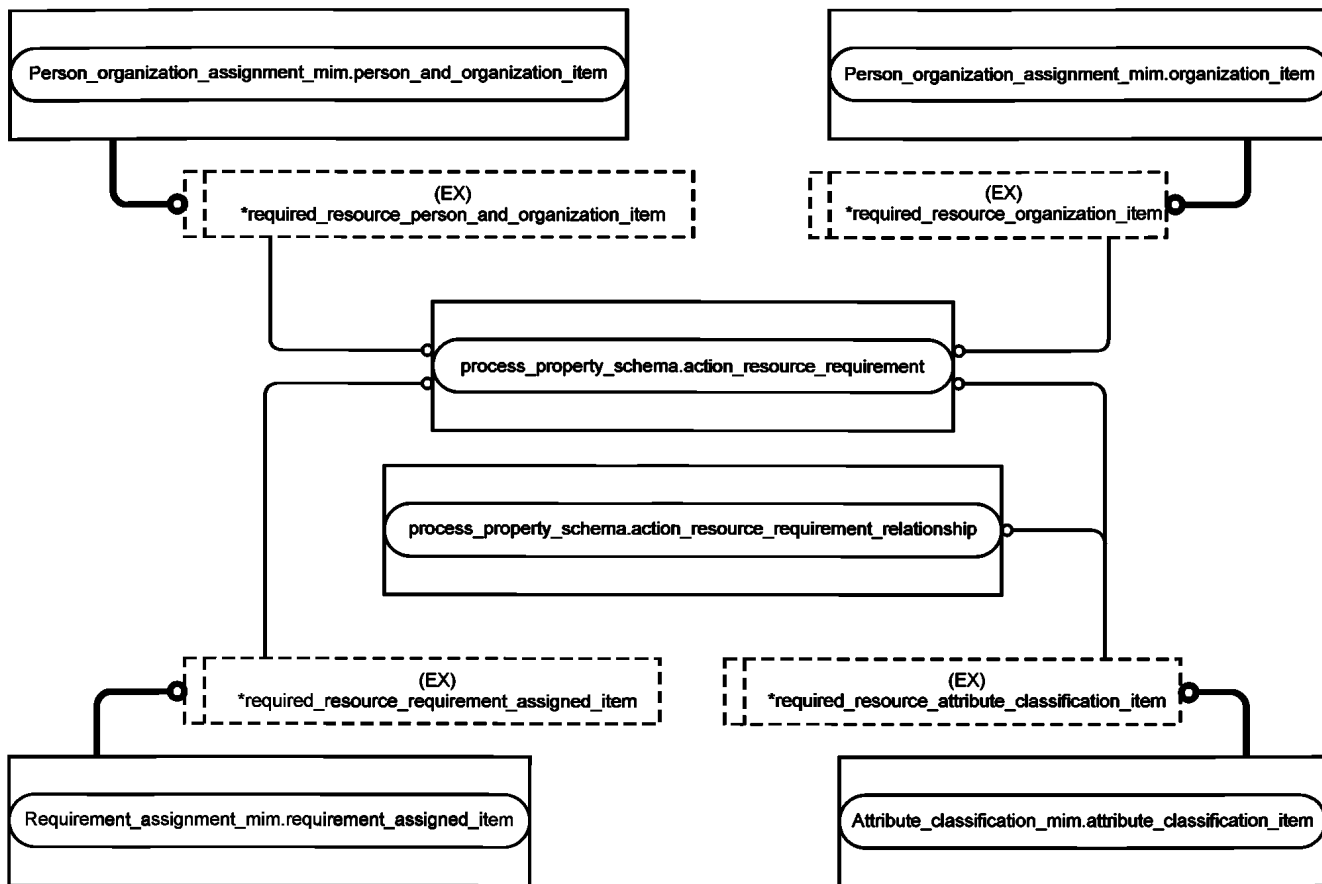 Person_organization_assignment_mim.person_and_organization_item
Person_organization_assignment_mim.organization_item
(EX)
*required_resource_person_and_organization_item
(EX)
*required_resource_organization_item
process_property_schema.action_resource_requirement
process_property_schema.action_resource_requirement_relationship
(EX)
*required_resource_requirement_assigned_item
(EX)
*required_resource_attribute_classification_item
Requirement_assignment_mim.requirement_assigned_item
Attribute_classification_mim.attribute_classification_item